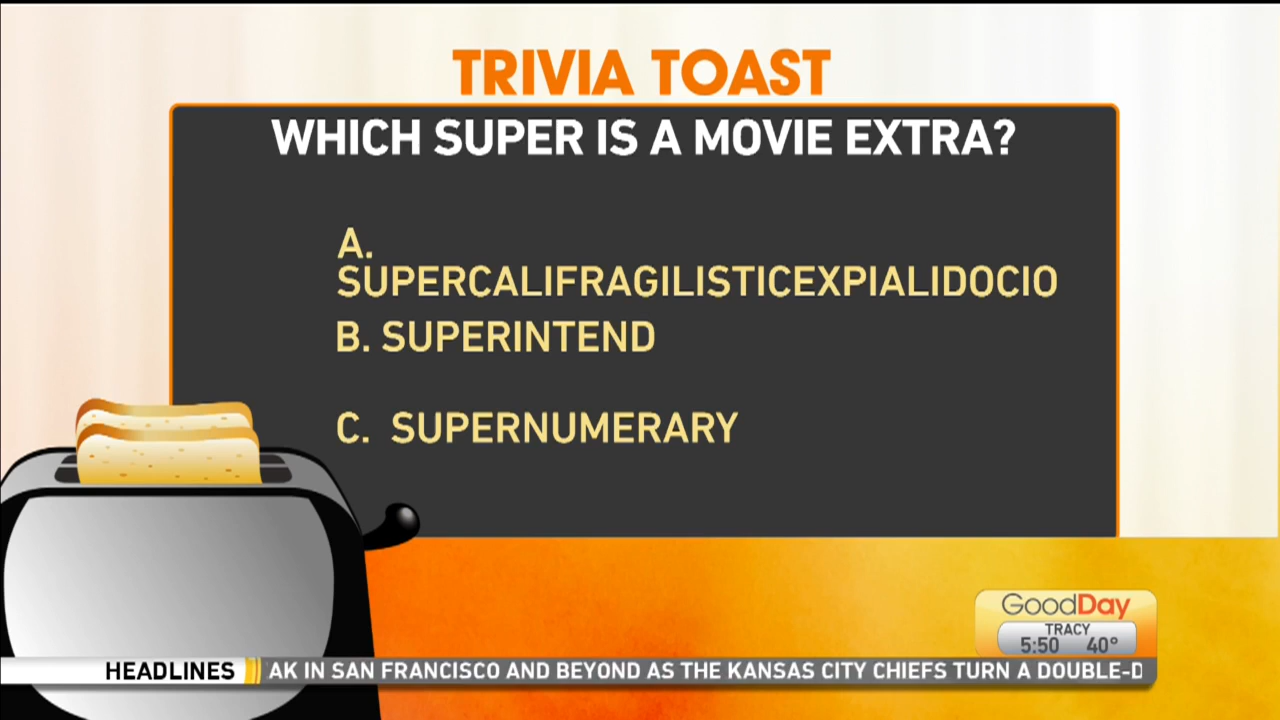 TRIVIA TOAST
WHICH SUPER IS A MOVIE EXTRA?
A.
SUPERCALIFRAGILISTICEXPIALIDOCIO
B. SUPERINTEND
C. SUPERNUMERARY
GoodDay
TRACY
5:50 40°
HEADLINES AK IN SAN FRANCISCO AND BEYOND AS THE KANSAS CITY CHIEFS TURN A DOUBLE-D